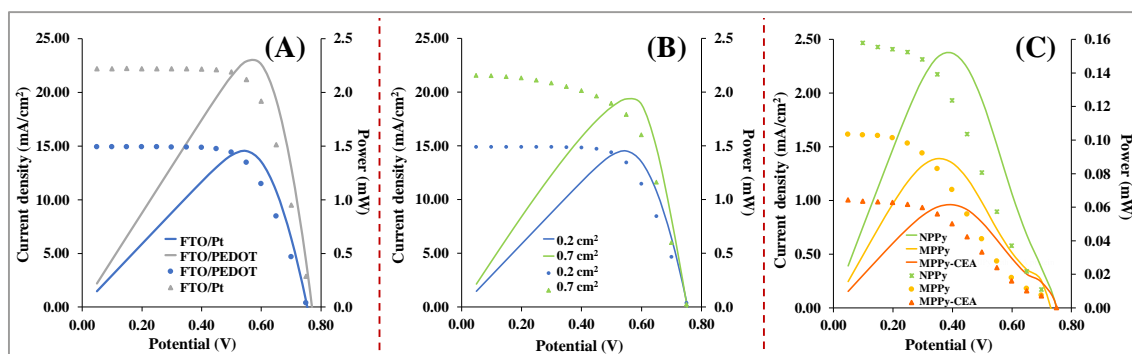 (A)
Current density (mA/cm²)
25.00
20.00
15.00
10.00
5.00
0.00
2.5
2.0
1.5
1.0
0.5
0.0
Power (mW)
FTO/Pt
FTO/PEDOT
FTO/PEDOT
FTO/Pt
0.00 0.20 0.40 0.60 0.80
Potential (V)
(B)
Current density (mA/cm²)
25.00
20.00
15.00
10.00
5.00
0.00
2.5
2.0
1.5
1.0
0.5
0.0
Power (mW)
0.2 cm²
0.7 cm²
0.2 cm²
0.7 cm²
0.00 0.20 0.40 0.60 0.80
Potential (V)
(C)
Current density (mA/cm²)
2.50
2.00
1.50
1.00
0.50
0.00
0.16
0.14
0.12
0.10
0.08
0.06
0.04
0.02
0.00
Power (mW)
NPPy
MPPy
MPPy-CEA
NPPy
MPPy
MPPy-CEA
0.00 0.20 0.40 0.60 0.80
Potential (V)